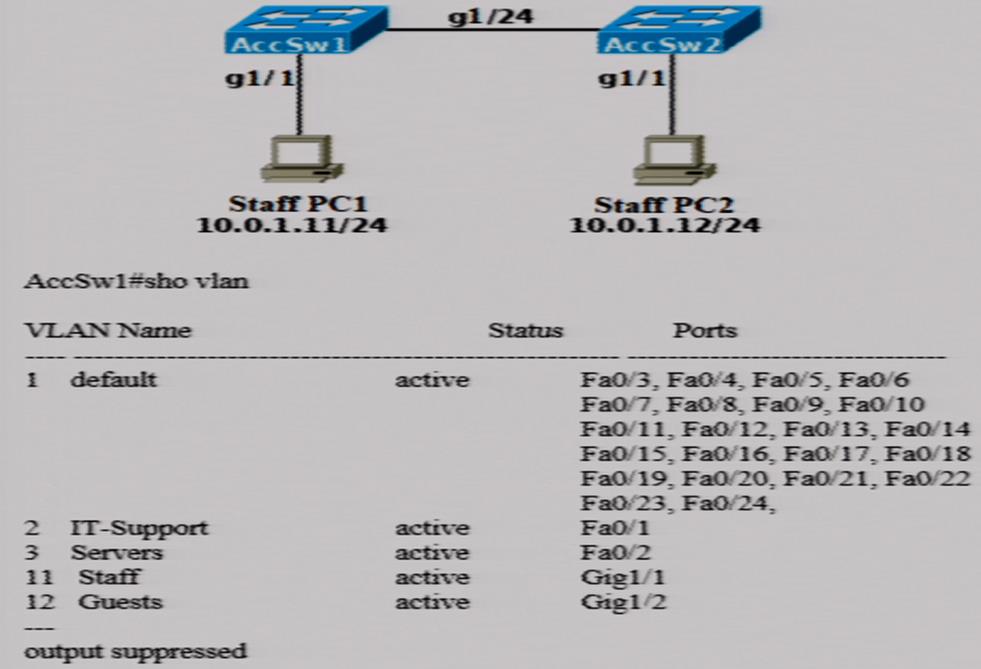 g1/24
AccSw1 AccSw2
g1/1 g1/1
Staff PC1 Staff PC2
10.0.1.11/24 10.0.1.12/24
AccSw1#sho vlan
VLAN Name Status Ports
---- ------------------------------------------------------------ -----------------------------------
1 default active Fa0/3, Fa0/4, Fa0/5, Fa0/6
Fa0/7, Fa0/8, Fa0/9, Fa0/10
Fa0/11, Fa0/12, Fa0/13, Fa0/14
Fa0/15, Fa0/16, Fa0/17, Fa0/18
Fa0/19, Fa0/20, Fa0/21, Fa0/22
Fa0/23, Fa0/24,
2 IT-Support active Fa0/1
3 Servers active Fa0/2
11 Staff active Gig1/1
12 Guests active Gig1/2
---
output suppressed